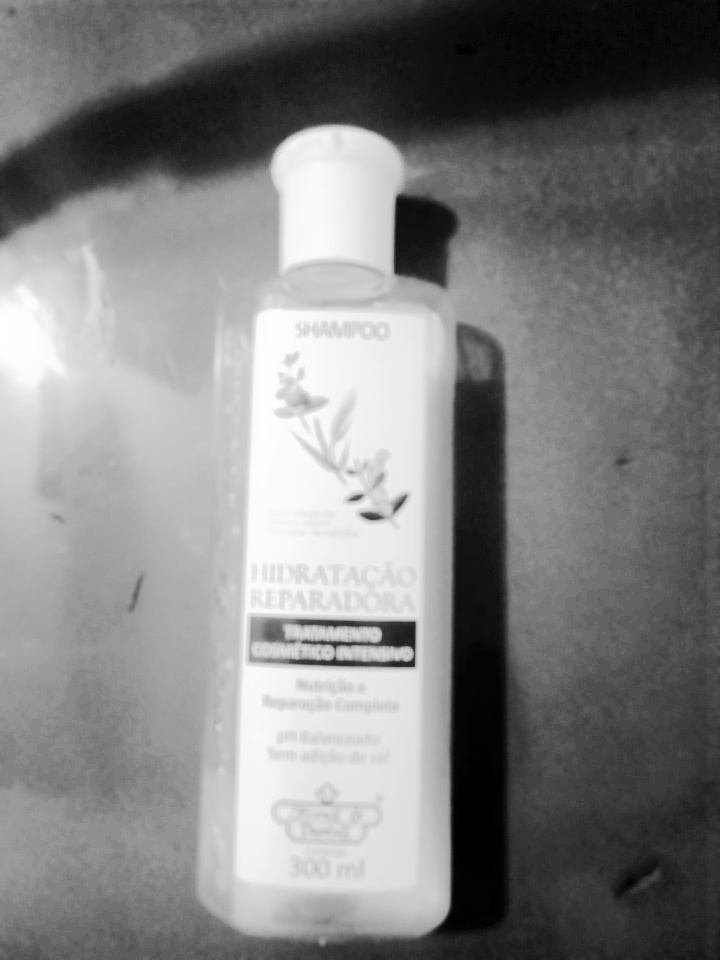 SHAMPOO
HIDRATAÇÃO
REPARADORA
TRATAMENTO
COSMÉTICO INTENSIVO
Nutrição e
Reparação Completa
pH Balanceado
Sem adição de sal
300 ml